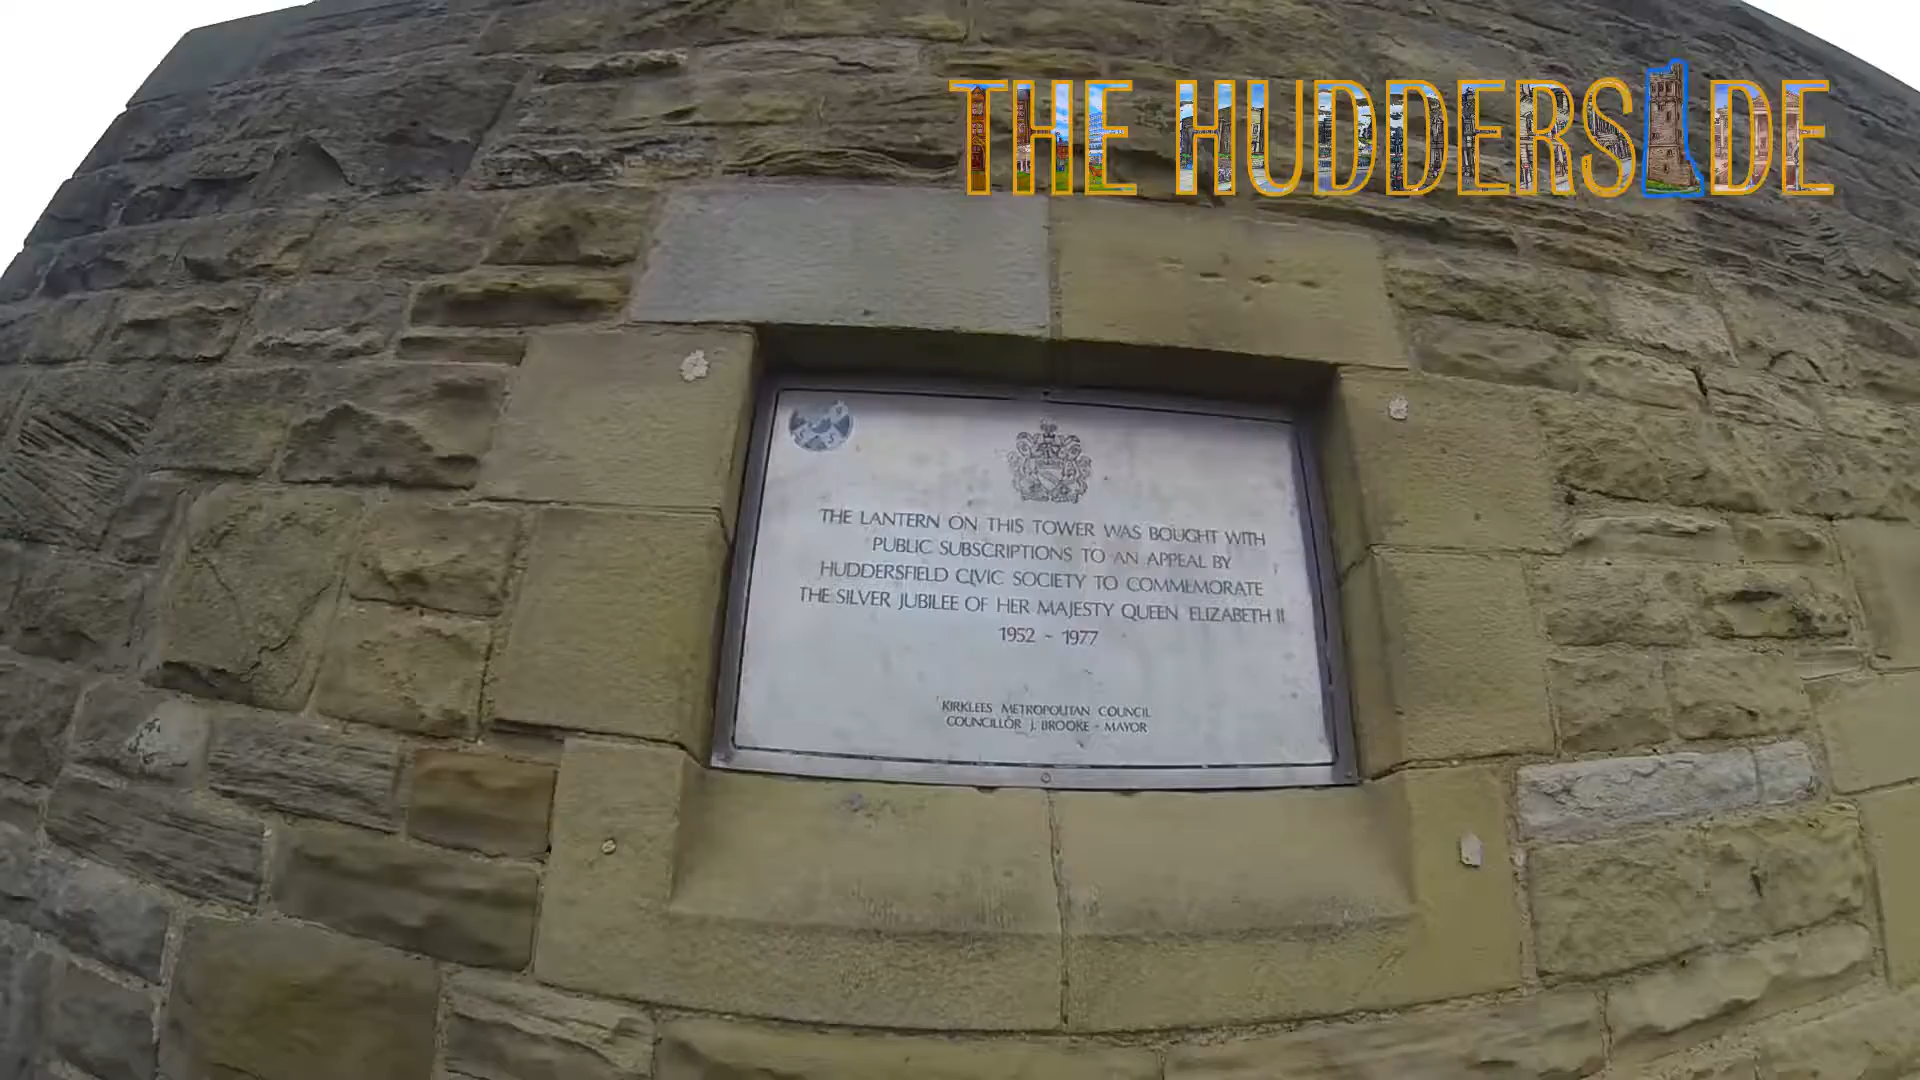 THE HUDDERSIDE
THE LANTERN ON THIS TOWER WAS BOUGHT WITH
PUBLIC SUBSCRIPTIONS TO AN APPEAL BY
HUDDERSFIELD CIVIC SOCIETY TO COMMEMORATE
THE SILVER JUBILEE OF HER MAJESTY QUEEN ELIZABETH II
1952 - 1977
KIRKLEES METROPOLITAN COUNCIL
COUNCILLOR J. BROOKE - MAYOR